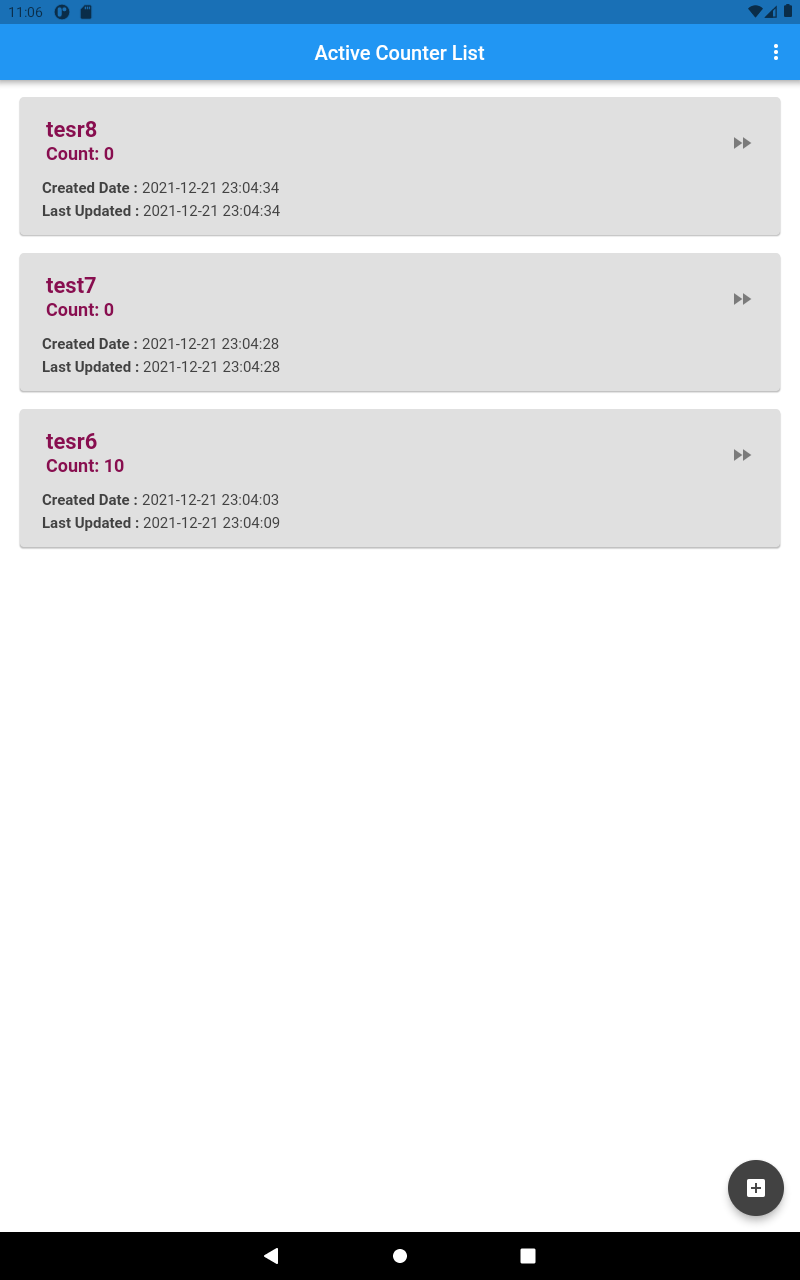 11:06
Active Counter List
tesr8
Count: 0
Created Date : 2021-12-21 23:04:34
Last Updated : 2021-12-21 23:04:34
test7
Count: 0
Created Date : 2021-12-21 23:04:28
Last Updated : 2021-12-21 23:04:28
tesr6
Count: 10
Created Date : 2021-12-21 23:04:03
Last Updated : 2021-12-21 23:04:09